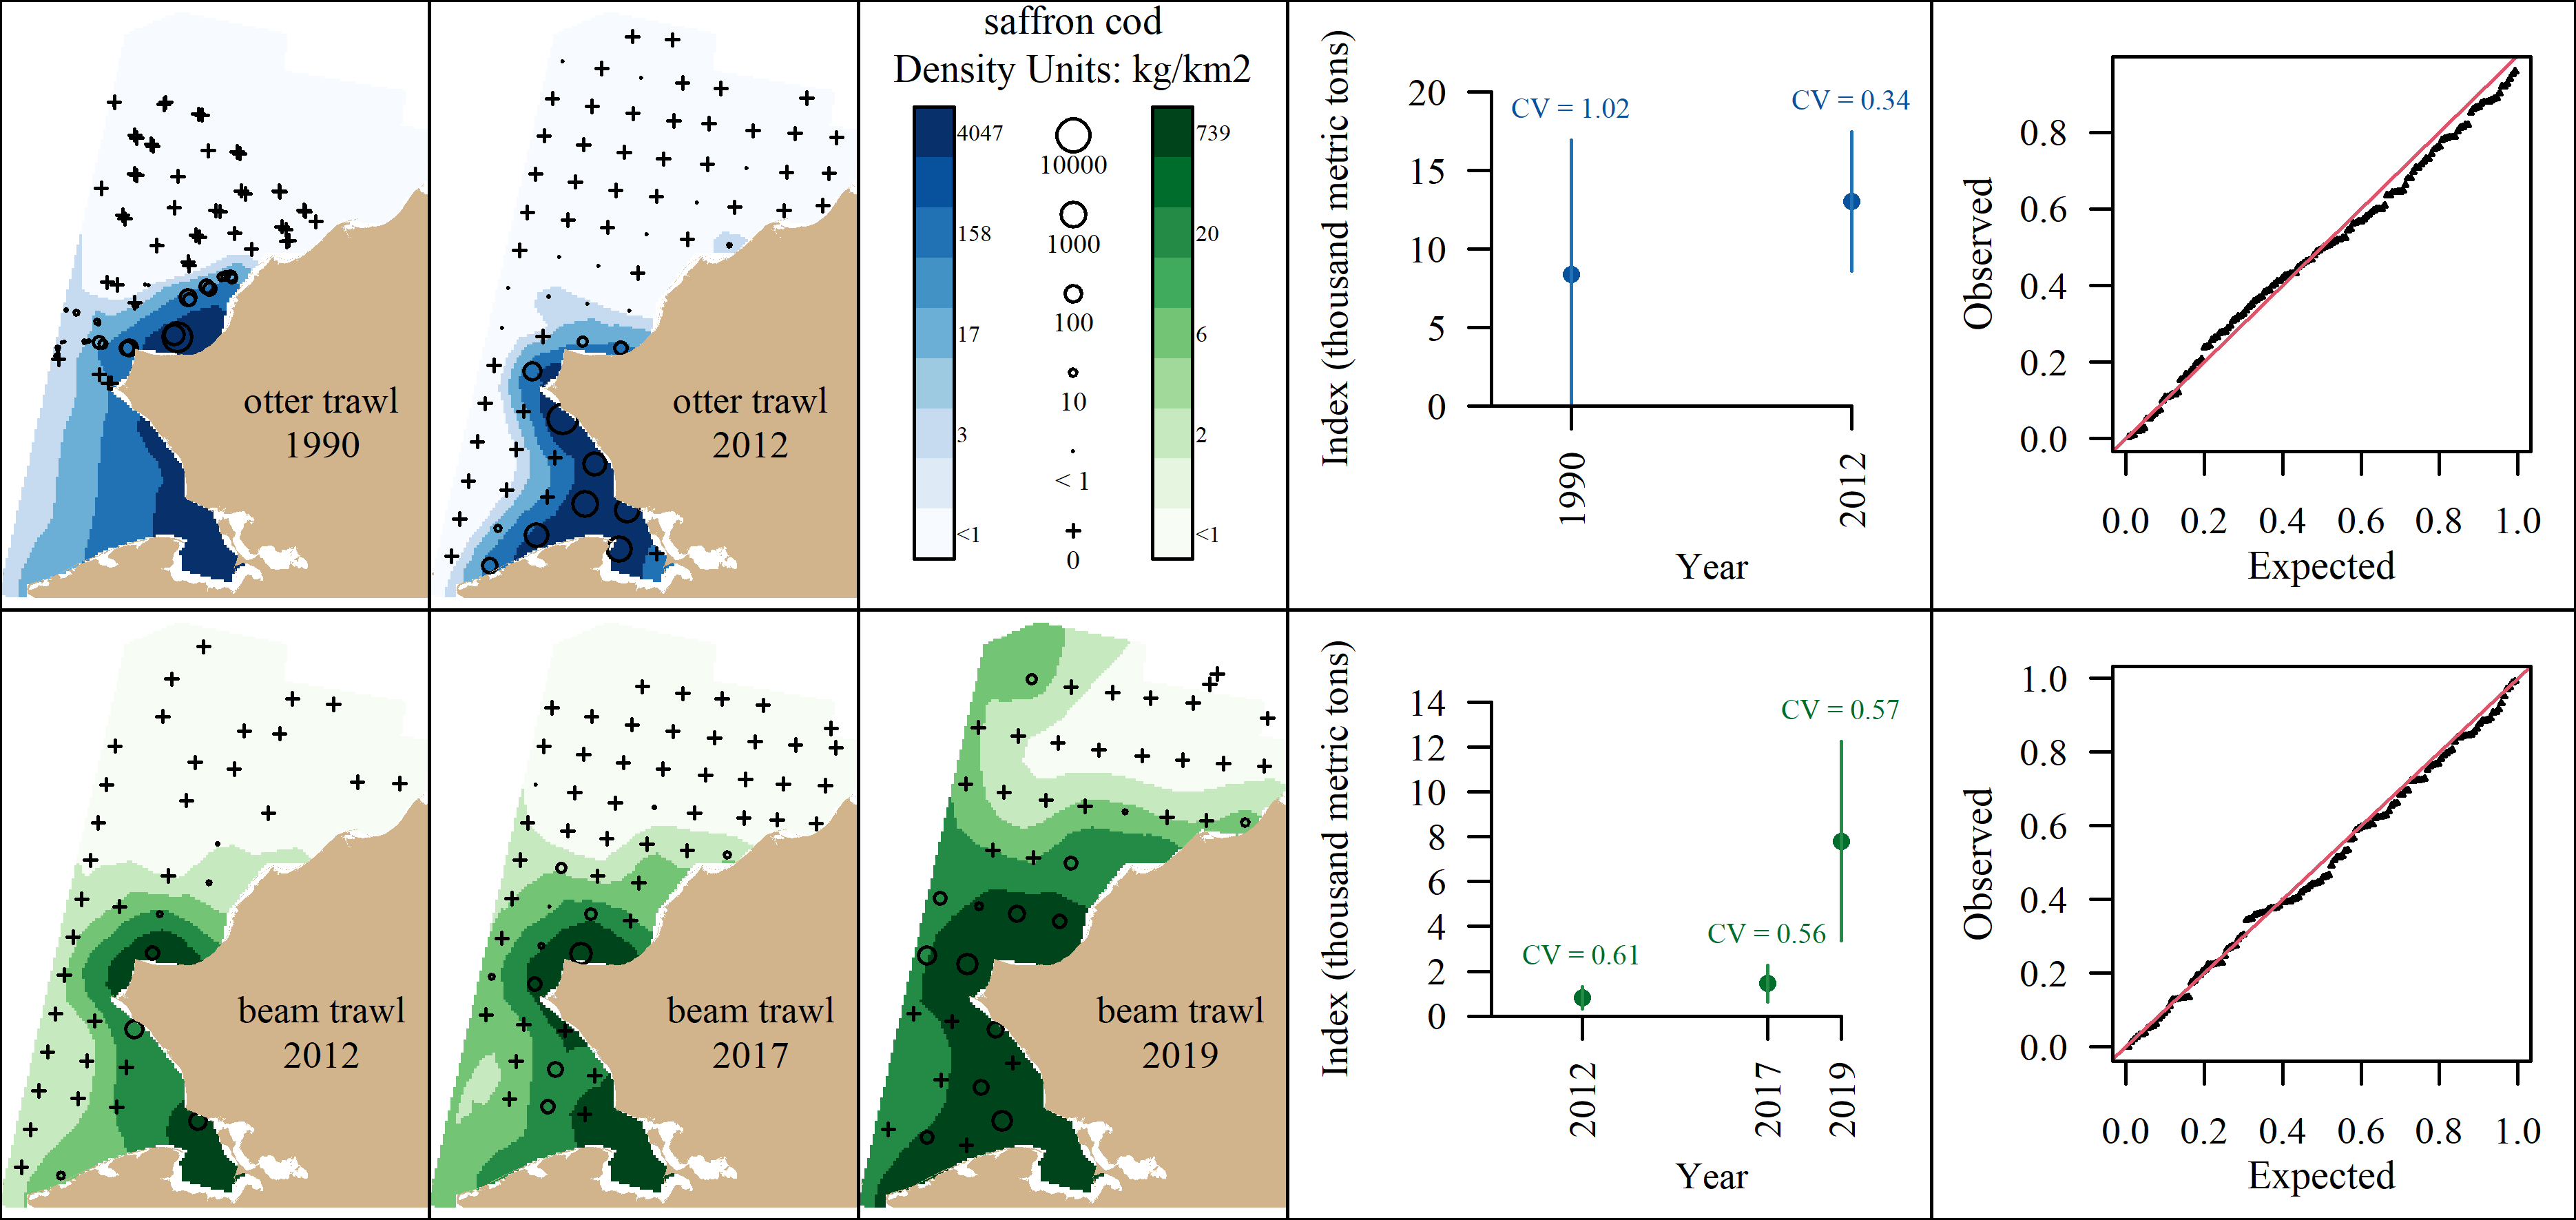 otter trawl
1990
otter trawl
2012
saffron cod
Density Units: kg/km2
4047
158
17
3
<1
10000
1000
100
10
< 1
0
739
20
6
2
<1
Index (thousand metric tons)
20
15
10
5
0
CV = 1.02
CV = 0.34
1990
2012
Year
Observed
0.8
0.6
0.4
0.2
0.0
0.0 0.2 0.4 0.6 0.8 1.0
Expected
beam trawl
2012
beam trawl
2017
beam trawl
2019
Index (thousand metric tons)
14
12
10
8
6
4
2
0
CV = 0.61
CV = 0.56
CV = 0.57
2012
2017
2019
Year
Observed
1.0
0.8
0.6
0.4
0.2
0.0
0.0 0.2 0.4 0.6 0.8 1.0
Expected